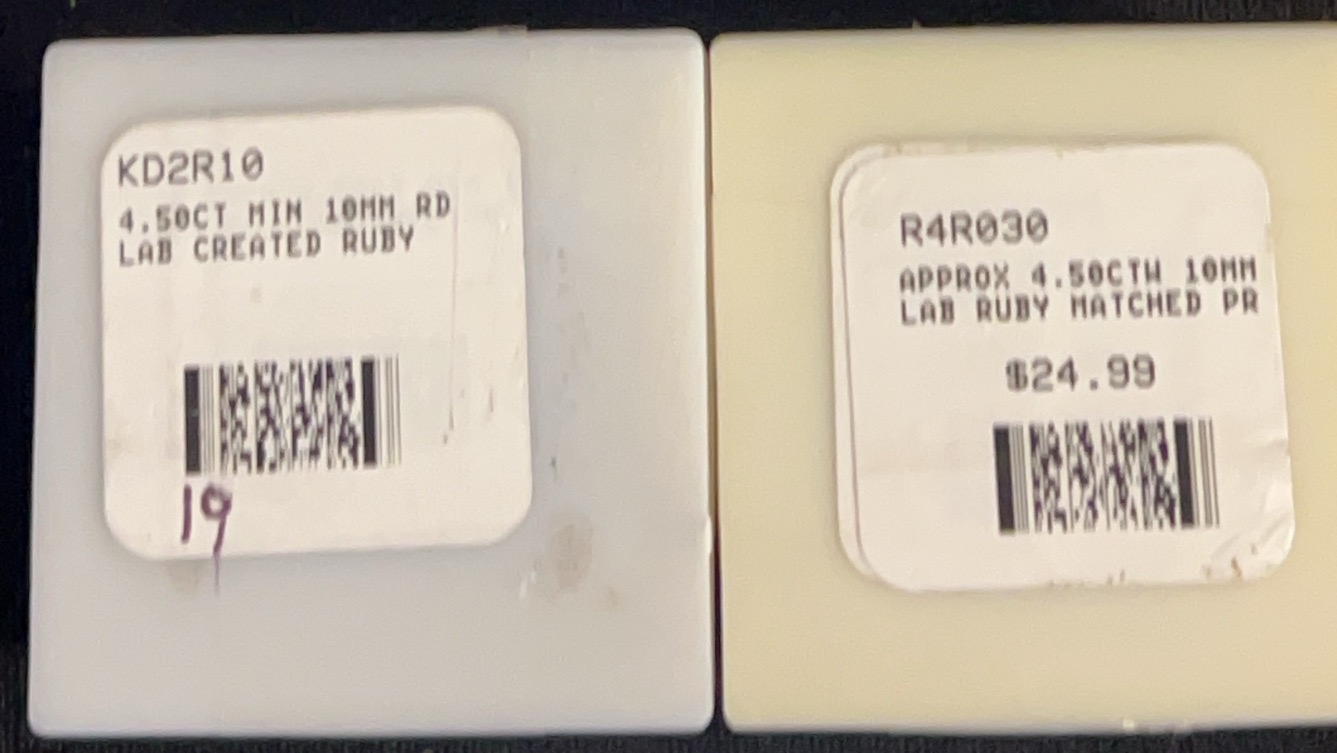 KD2R10
4.50CT MIN 10MM RD
LAB CREATED RUBY
19
R4R030
APPROX 4.50CTW 10MM
LAB RUBY MATCHED PR
$24.99